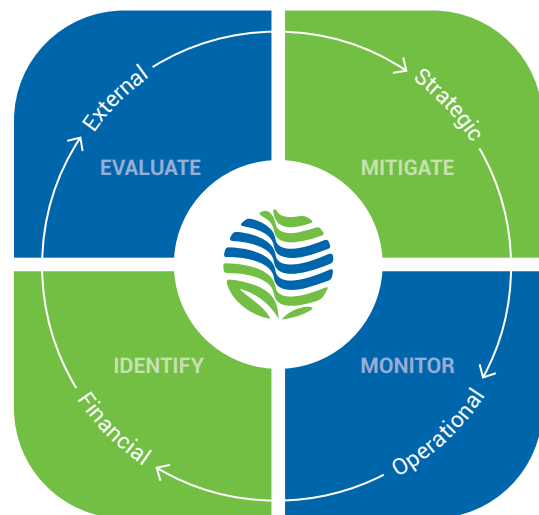 External
Strategic
EVALUATE
MITIGATE
IDENTIFY
MONITOR
Financial
Operational